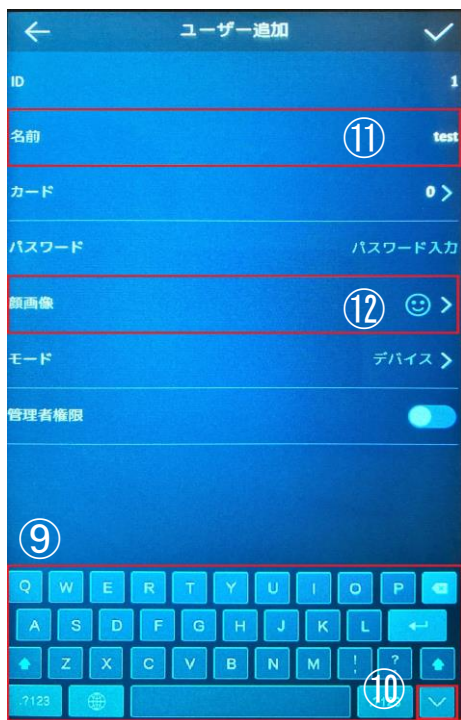 ユーザー追加
ID 1
名前 ⑪ test
カード 0 >
パスワード パスワード入力
顔画像 ⑫ >
モード デバイス >
管理者権限
⑨
Q W E R T Y U I O P
A S D F G H J K L
Z X C V B N M ! ?
.?123 ⑩